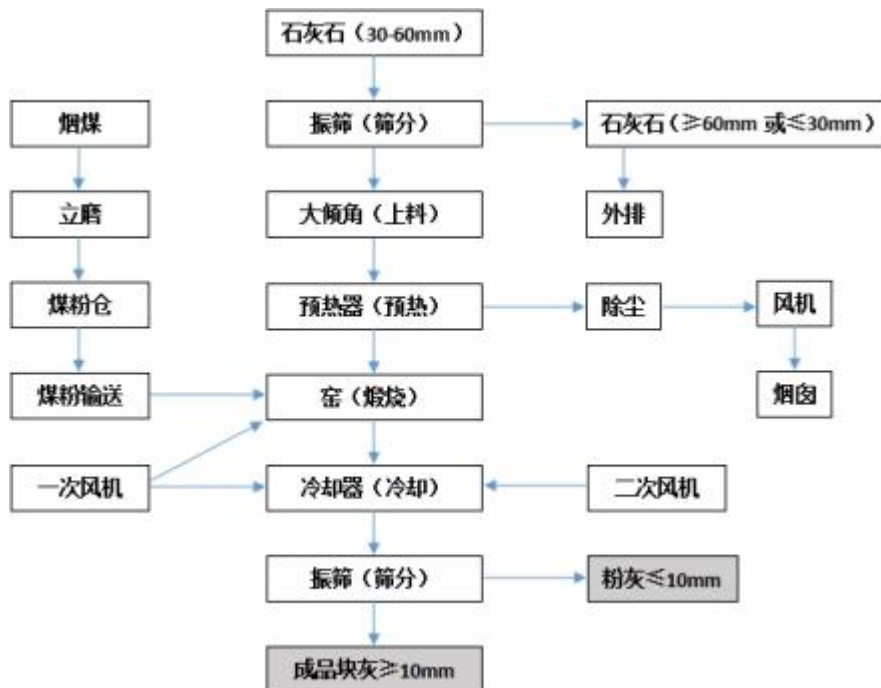 石灰石（30-60mm）
烟煤
振筛（筛分）
石灰石（≥60mm 或≤30mm）
立磨
大倾角（上料）
外排
煤粉仓
预热器（预热）
除尘
风机
煤粉输送
窑（煅烧）
烟囱
一次风机
冷却器（冷却）
二次风机
振筛（筛分）
粉灰≤10mm
成品块灰≥10mm